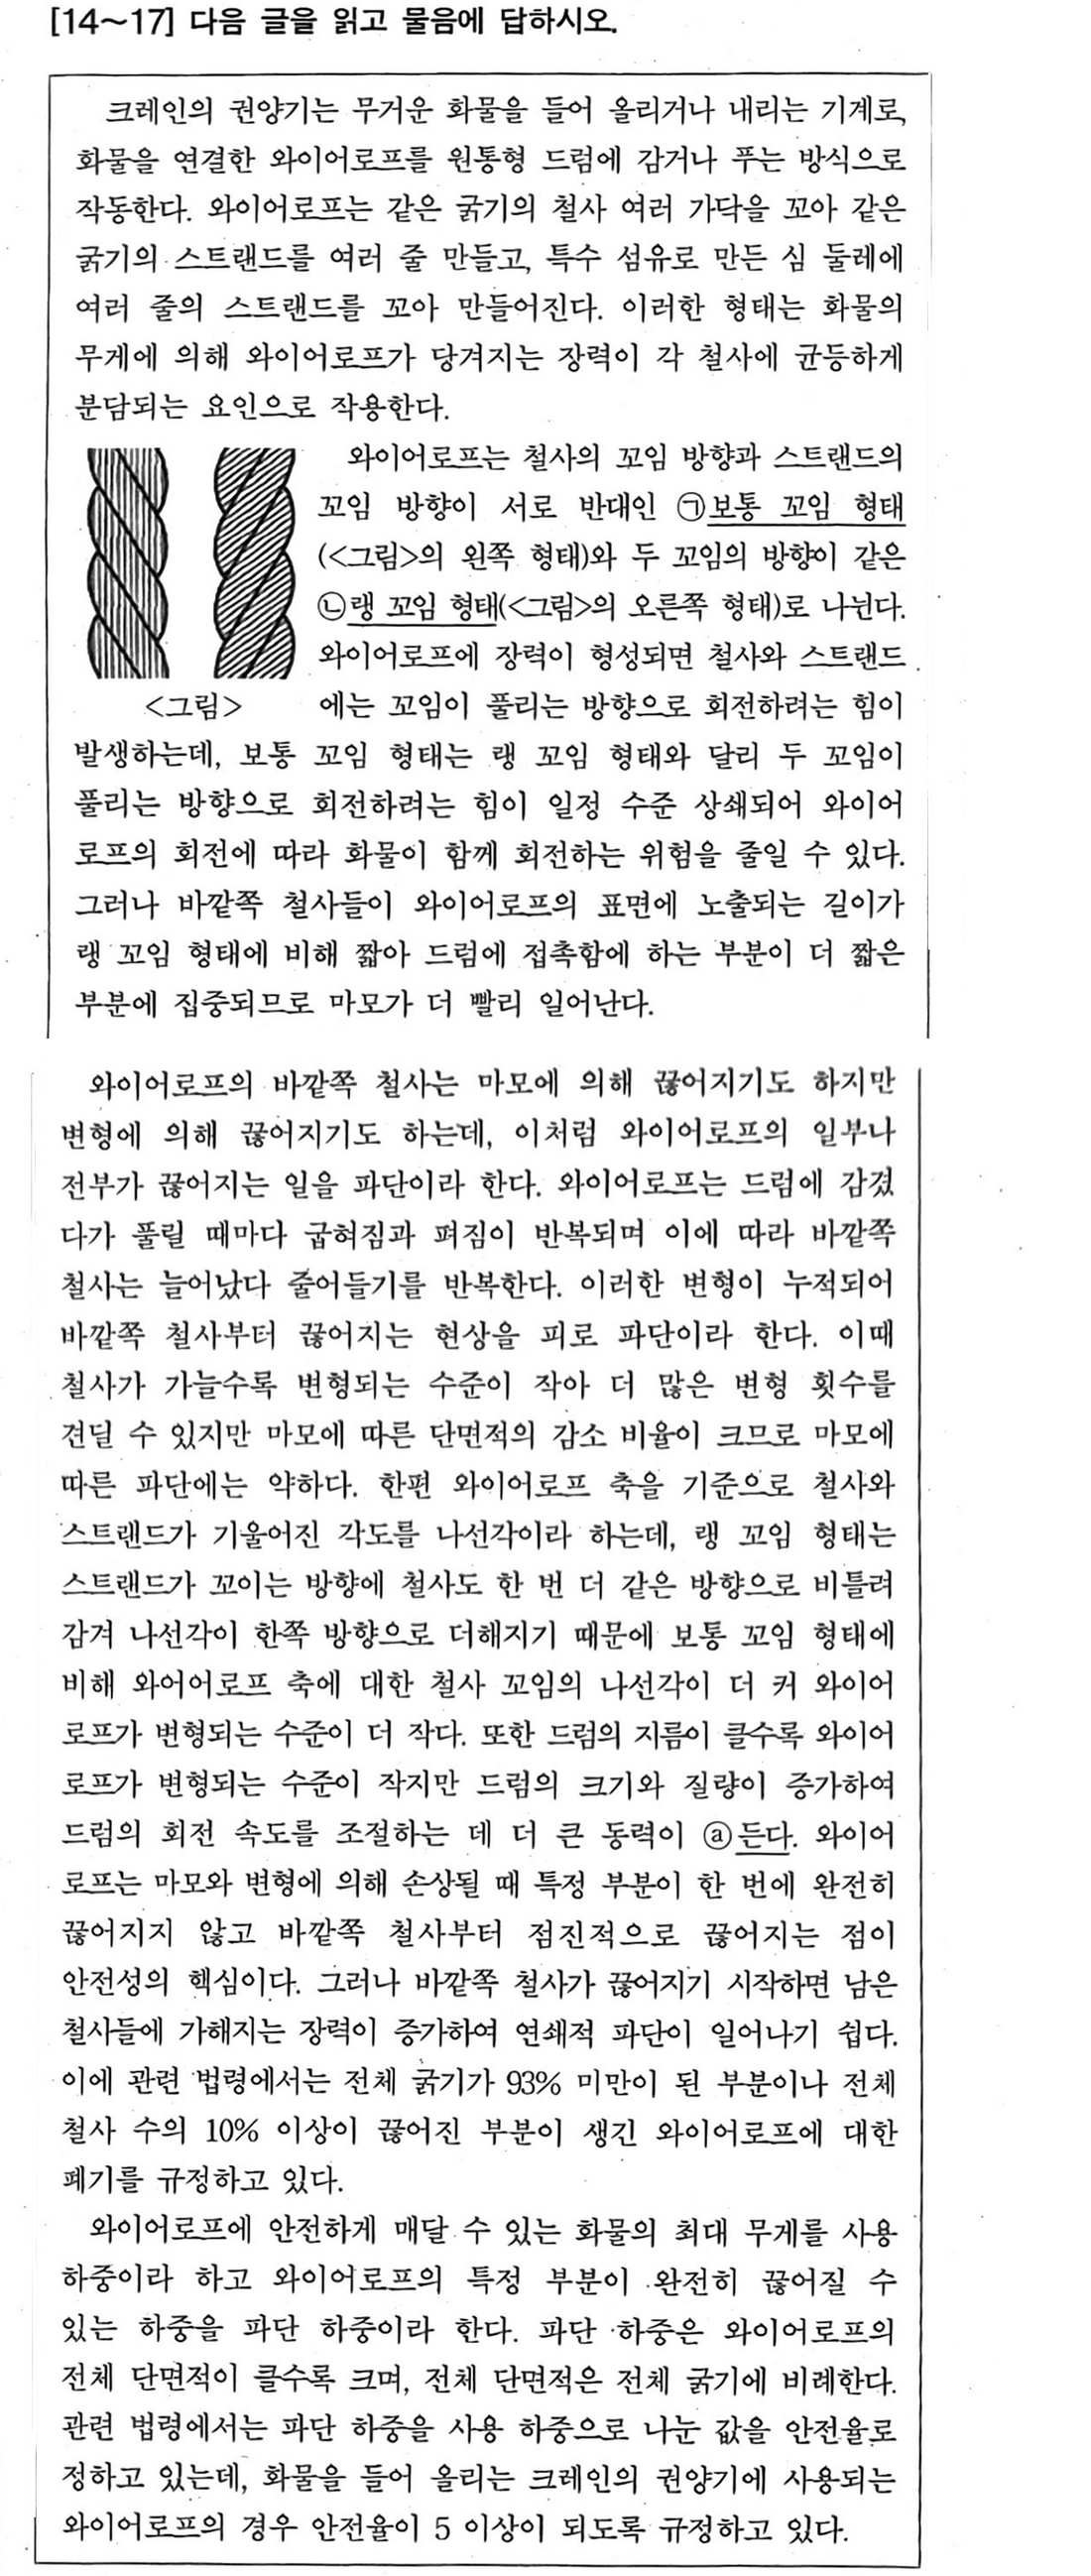 [14~17] 다음 글을 읽고 물음에 답하시오.
크레인의 권양기는 무거운 화물을 들어 올리거나 내리는 기계로,
화물을 연결한 와이어로프를 원통형 드럼에 감거나 푸는 방식으로
작동한다. 와이어로프는 같은 굵기의 철사 여러 가닥을 꼬아 같은
굵기의 스트랜드를 여러 줄 만들고, 특수 섬유로 만든 심 둘레에
여러 줄의 스트랜드를 꼬아 만들어진다. 이러한 형태는 화물의
무게에 의해 와이어로프가 당겨지는 장력이 각 철사에 균등하게
분담되는 요인으로 작용한다.
와이어로프는 철사의 꼬임 방향과 스트랜드의
꼬임 방향이 서로 반대인 ㉠보통 꼬임 형태
(<그림>의 왼쪽 형태)와 두 꼬임의 방향이 같은
㉡랭 꼬임 형태(<그림>의 오른쪽 형태)로 나뉜다.
와이어로프에 장력이 형성되면 철사와 스트랜드
<그림>
에는 꼬임이 풀리는 방향으로 회전하려는 힘이
발생하는데, 보통 꼬임 형태는 랭 꼬임 형태와 달리 두 꼬임이
풀리는 방향으로 회전하려는 힘이 일정 수준 상쇄되어 와이어
로프의 회전에 따라 화물이 함께 회전하는 위험을 줄일 수 있다.
그러나 바깥쪽 철사들이 와이어로프의 표면에 노출되는 길이가
랭 꼬임 형태에 비해 짧아 드럼에 접촉함에 하는 부분이 더 짧은
부분에 집중되므로 마모가 더 빨리 일어난다.
와이어로프의 바깥쪽 철사는 마모에 의해 끊어지기도 하지만
변형에 의해 끊어지기도 하는데, 이처럼 와이어로프의 일부나
전부가 끊어지는 일을 파단이라 한다. 와이어로프는 드럼에 감겼
다가 풀릴 때마다 굽혀짐과 펴짐이 반복되며 이에 따라 바깥쪽
철사는 늘어났다 줄어들기를 반복한다. 이러한 변형이 누적되어
바깥쪽 철사부터 끊어지는 현상을 피로 파단이라 한다. 이때
철사가 가늘수록 변형되는 수준이 작아 더 많은 변형 횟수를
견딜 수 있지만 마모에 따른 단면적의 감소 비율이 크므로 마모에
따른 파단에는 약하다. 한편 와이어로프 축을 기준으로 철사와
스트랜드가 기울어진 각도를 나선각이라 하는데, 랭 꼬임 형태는
스트랜드가 꼬이는 방향에 철사도 한 번 더 같은 방향으로 비틀려
감겨 나선각이 한쪽 방향으로 더해지기 때문에 보통 꼬임 형태에
비해 와어어로프 축에 대한 철사 꼬임의 나선각이 더 커 와이어
로프가 변형되는 수준이 더 작다. 또한 드럼의 지름이 클수록 와이어
로프가 변형되는 수준이 작지만 드럼의 크기와 질량이 증가하여
드럼의 회전 속도를 조절하는 데 더 큰 동력이 ⓐ든다. 와이어
로프는 마모와 변형에 의해 손상될 때 특정 부분이 한 번에 완전히
끊어지지 않고 바깥쪽 철사부터 점진적으로 끊어지는 점이
안전성의 핵심이다. 그러나 바깥쪽 철사가 끊어지기 시작하면 남은
철사들에 가해지는 장력이 증가하여 연쇄적 파단이 일어나기 쉽다.
이에 관련 법령에서는 전체 굵기가 93% 미만이 된 부분이나 전체
철사 수의 10% 이상이 끊어진 부분이 생긴 와이어로프에 대한
폐기를 규정하고 있다.
와이어로프에 안전하게 매달 수 있는 화물의 최대 무게를 사용
하중이라 하고 와이어로프의 특정 부분이 완전히 끊어질 수
있는 하중을 파단 하중이라 한다. 파단 하중은 와이어로프의
전체 단면적이 클수록 크며, 전체 단면적은 전체 굵기에 비례한다.
관련 법령에서는 파단 하중을 사용 하중으로 나눈 값을 안전율로
정하고 있는데, 화물을 들어 올리는 크레인의 권양기에 사용되는
와이어로프의 경우 안전율이 5 이상이 되도록 규정하고 있다.